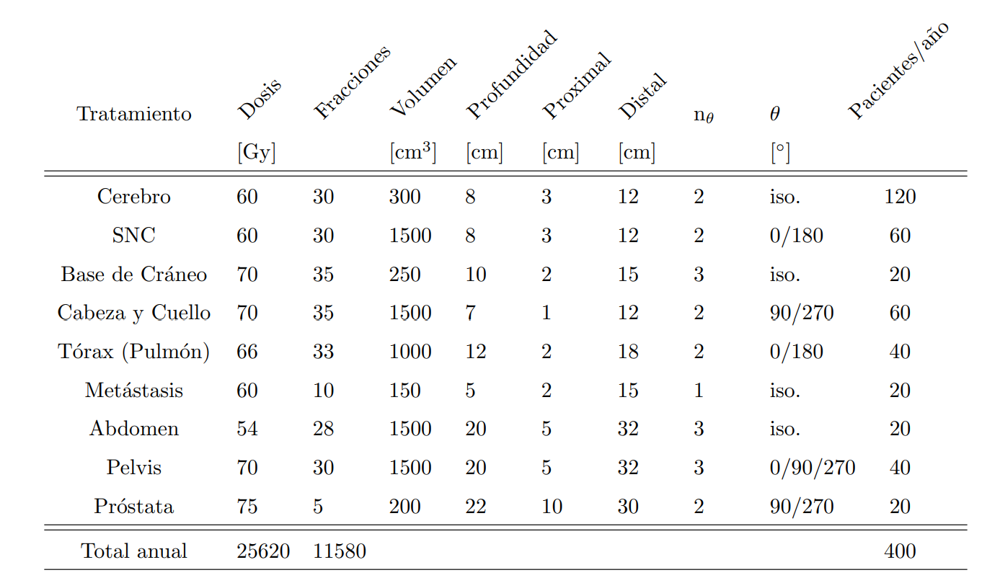 Tratamiento Dosis Fracciones Volumen Profundidad Proximal Distal nθ θ Pacientes/año
[Gy] [cm³] [cm] [cm] [cm] [°]
Cerebro 60 30 300 8 3 12 2 iso. 120
SNC 60 30 1500 8 3 12 2 0/180 60
Base de Cráneo 70 35 250 10 2 15 3 iso. 20
Cabeza y Cuello 70 35 1500 7 1 12 2 90/270 60
Tórax (Pulmón) 66 33 1000 12 2 18 2 0/180 40
Metástasis 60 10 150 5 2 15 1 iso. 20
Abdomen 54 28 1500 20 5 32 3 iso. 20
Pelvis 70 30 1500 20 5 32 3 0/90/270 40
Próstata 75 5 200 22 10 30 2 90/270 20
Total anual 25620 11580 400